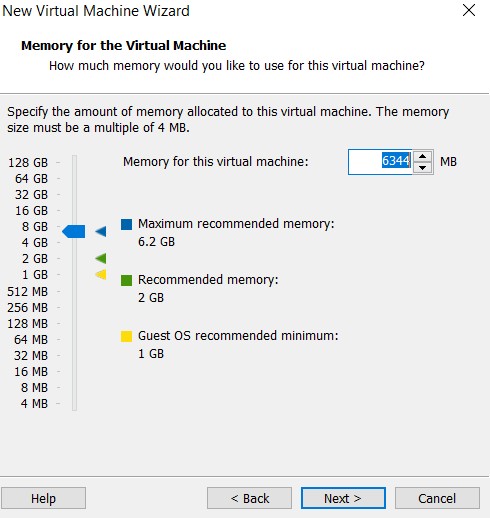 New Virtual Machine Wizard
Memory for the Virtual Machine
How much memory would you like to use for this virtual machine?
Specify the amount of memory allocated to this virtual machine. The memory
size must be a multiple of 4 MB.
Memory for this virtual machine: 6344 MB
128 GB
64 GB
32 GB
16 GB
8 GB
4 GB
2 GB
1 GB
512 MB
256 MB
128 MB
64 MB
32 MB
16 MB
8 MB
4 MB
Maximum recommended memory:
6.2 GB
Recommended memory:
2 GB
Guest OS recommended minimum:
1 GB
Help
< Back
Next >
Cancel